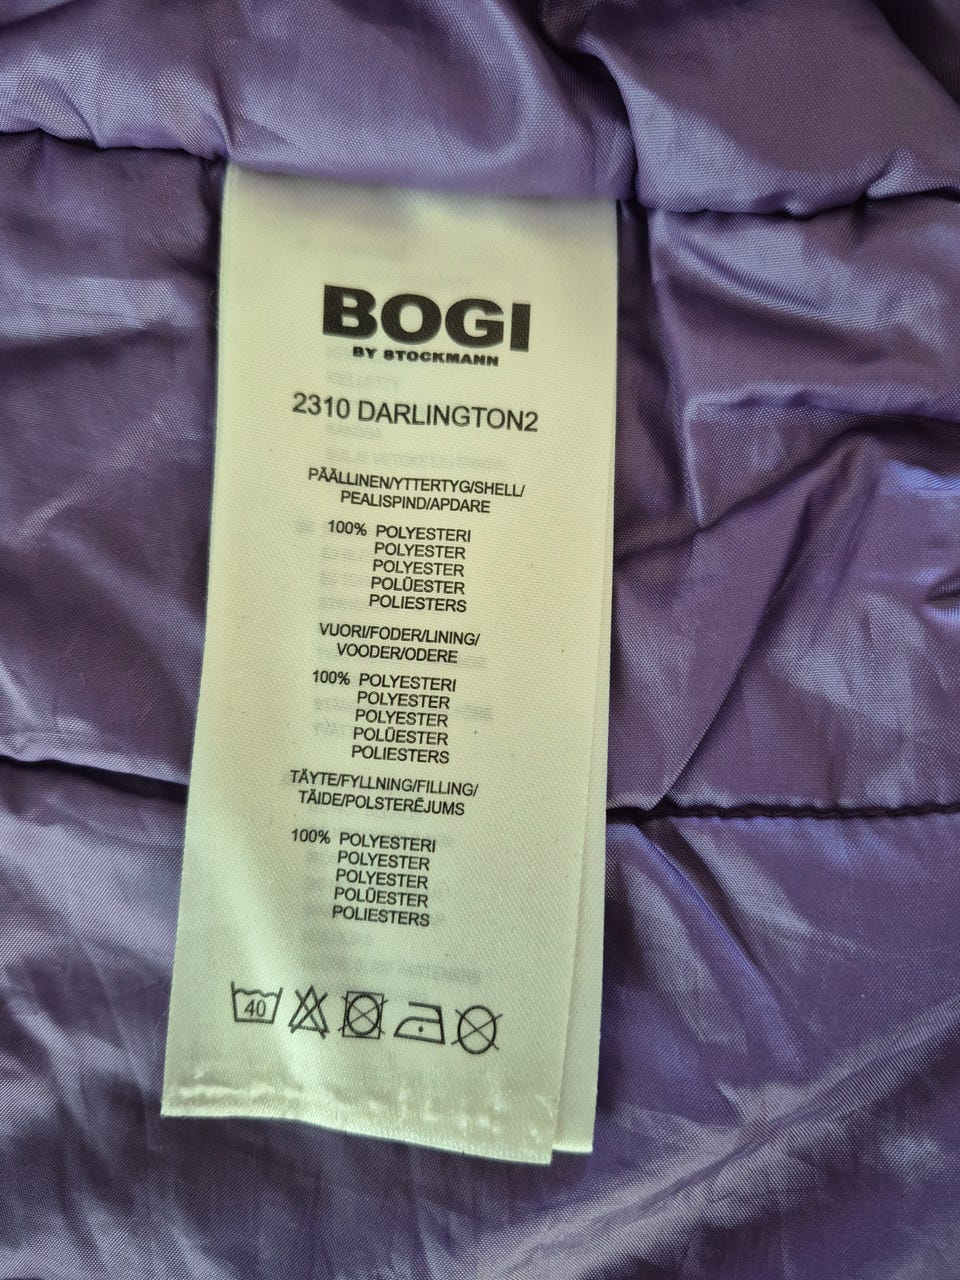 BOGI
BY STOCKMANN
2310 DARLINGTON2
PÄÄLLINEN/YTTERTYG/SHELL/
PEALISPIND/APDARE
100% POLYESTERI
POLYESTER
POLYESTER
POLÜESTER
POLIESTERS
VUORI/FODER/LINING/
VOODER/ODERE
100% POLYESTERI
POLYESTER
POLYESTER
POLÜESTER
POLIESTERS
TÄYTE/FYLLNING/FILLING/
TÄIDE/POLSTERĒJUMS
100% POLYESTERI
POLYESTER
POLYESTER
POLÜESTER
POLIESTERS
40